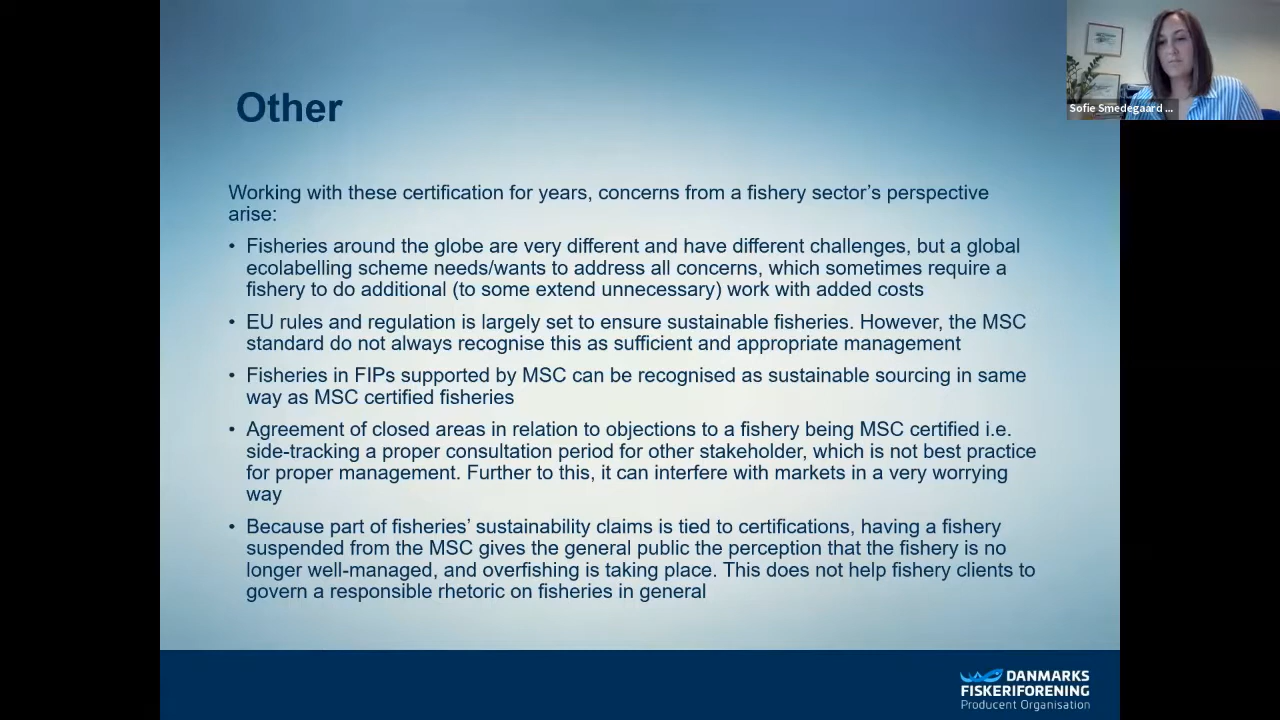 Other
Sofie Smedegaard ...
Working with these certification for years, concerns from a fishery sector's perspective
arise:
• Fisheries around the globe are very different and have different challenges, but a global
ecolabelling scheme needs/wants to address all concerns, which sometimes require a
fishery to do additional (to some extend unnecessary) work with added costs
• EU rules and regulation is largely set to ensure sustainable fisheries. However, the MSC
standard do not always recognise this as sufficient and appropriate management
• Fisheries in FIPs supported by MSC can be recognised as sustainable sourcing in same
way as MSC certified fisheries
• Agreement of closed areas in relation to objections to a fishery being MSC certified i.e.
side-tracking a proper consultation period for other stakeholder, which is not best practice
for proper management. Further to this, it can interfere with markets in a very worrying
way
• Because part of fisheries' sustainability claims is tied to certifications, having a fishery
suspended from the MSC gives the general public the perception that the fishery is no
longer well-managed, and overfishing is taking place. This does not help fishery clients to
govern a responsible rhetoric on fisheries in general
DANMARKS
FISKERIFORENING
Producent Organisation